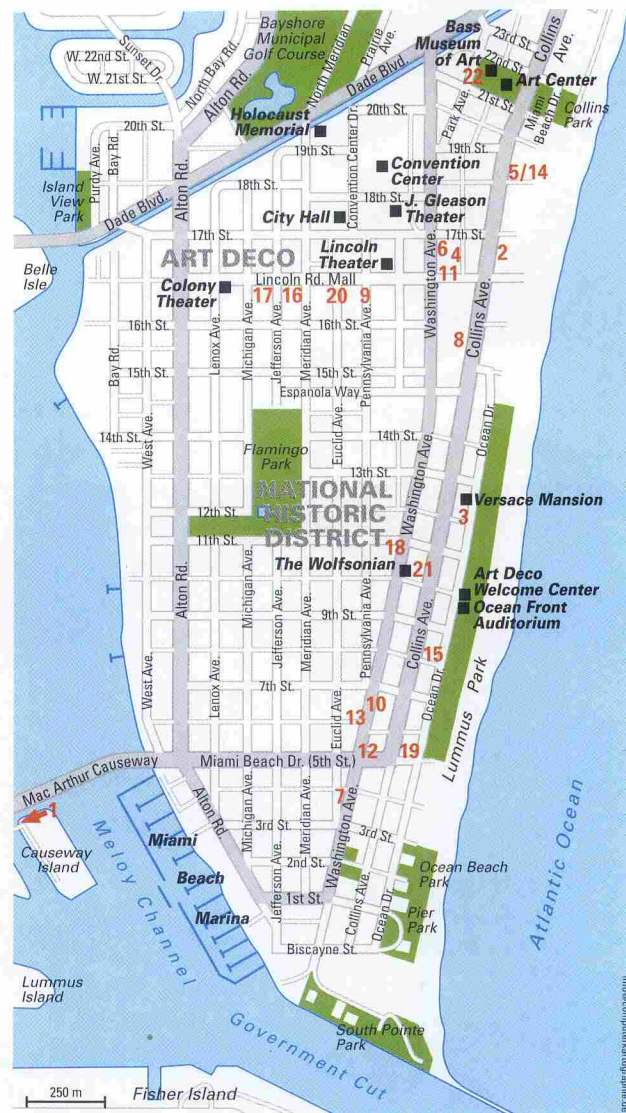 Bayshore
Municipal
Golf Course
W. 22nd St.
W. 21st St.
Sunset Dr.
North Bay Rd.
Alton Rd.
North Meridian
Prairie
Ave.
Dade Blvd.
Bass
Museum
of Art
22
23rd St.
22nd St.
Art Center
21st St.
Park Ave.
Collins
Ave.
Miami
Beach Dr.
Collins
Park
Holocaust
Memorial
20th St.
20th St.
19th St.
19th St.
Convention Center Dr.
Convention
Center
5/14
Purdy Ave.
Bay Rd.
Island
View
Park
Dade Blvd.
Alton Rd.
18th St.
18th St.
City Hall
J. Gleason
Theater
17th St.
17th St.
ART DECO
Lincoln
Theater
Washington Ave.
6
4
11
2
Belle
Isle
Colony
Theater
Lincoln Rd. Mall
17
16
20
9
16th St.
16th St.
Bay Rd.
Lenox Ave.
Michigan Ave.
Jefferson Ave.
Meridian Ave.
Pennsylvania Ave.
8
Collins Ave.
15th St.
15th St.
Espanola Way
Ocean Dr.
West Ave.
14th St.
14th St.
Flamingo
Park
Euclid Ave.
13th St.
Washington Ave.
NATIONAL
HISTORIC
DISTRICT
12th St.
11th St.
Versace Mansion
3
18
The Wolfsonian
21
Art Deco
Welcome Center
Ocean Front
Auditorium
Alton Rd.
Michigan Ave.
Jefferson Ave.
Meridian Ave.
9th St.
Pennsylvania Ave.
Collins Ave.
15
West Ave.
Lenox Ave.
7th St.
Euclid Ave.
10
13
Ocean Dr.
Lummus Park
Miami Beach Dr. (5th St.)
12
19
Mac Arthur Causeway
1
Causeway
Island
Alton Rd
Michigan Ave.
Meridian Ave.
7
Washington Ave.
3rd St.
3rd St.
Miami
Beach
Marina
Meloy Channel
2nd St.
Jefferson Ave.
1st St.
Collins Ave.
Ocean Dr.
Ocean Beach
Park
Pier
Park
Atlantic Ocean
Biscayne St.
Lummus
Island
South Pointe
Park
Government Cut
250 m
Fisher Island